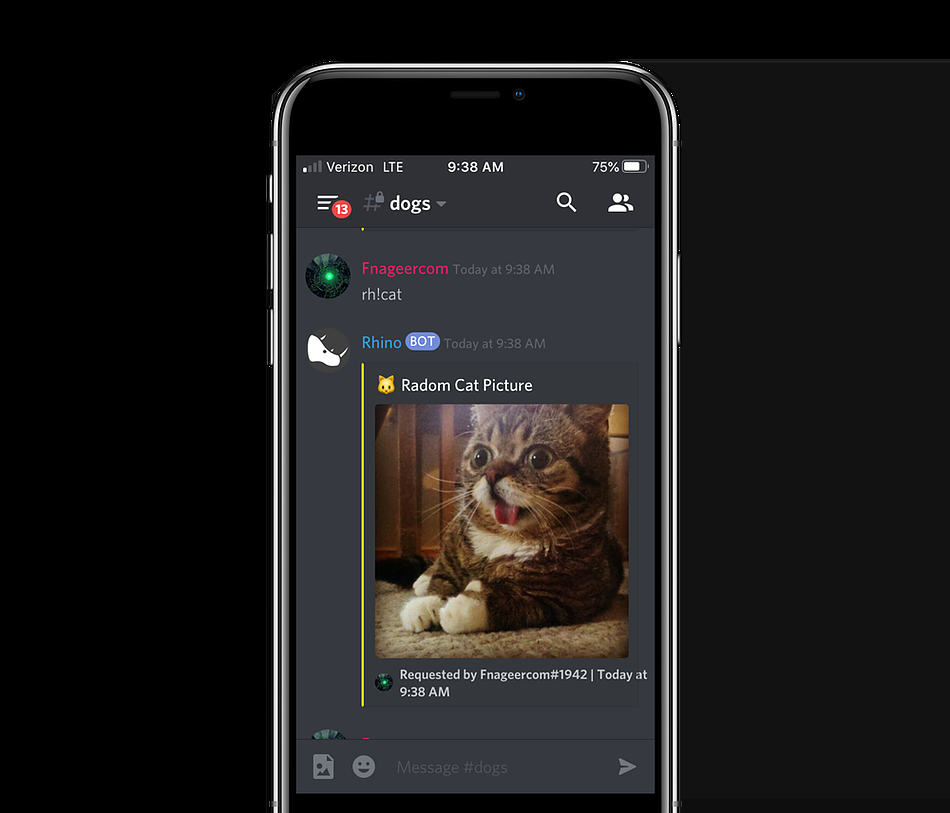 Verizon LTE 9:38 AM 75%
13 # dogs
Fnageercom Today at 9:38 AM
rh!cat
Rhino BOT Today at 9:38 AM
Radom Cat Picture
Requested by Fnageercom#1942 | Today at
9:38 AM
Message #dogs